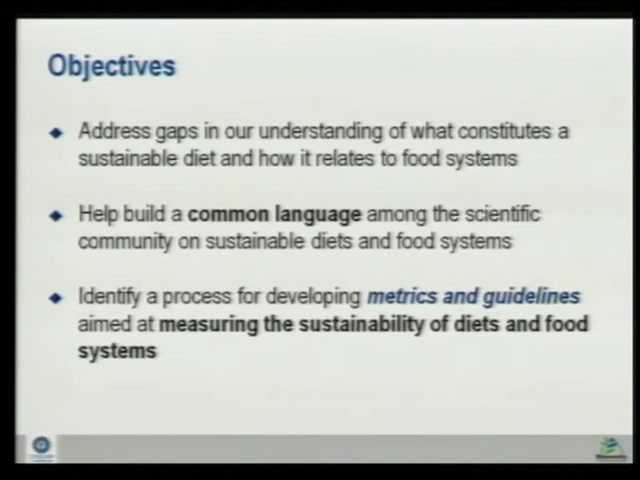 Objectives
Address gaps in our understanding of what constitutes a
sustainable diet and how it relates to food systems
Help build a common language among the scientific
community on sustainable diets and food systems
Identify a process for developing metrics and guidelines
aimed at measuring the sustainability of diets and food
systems